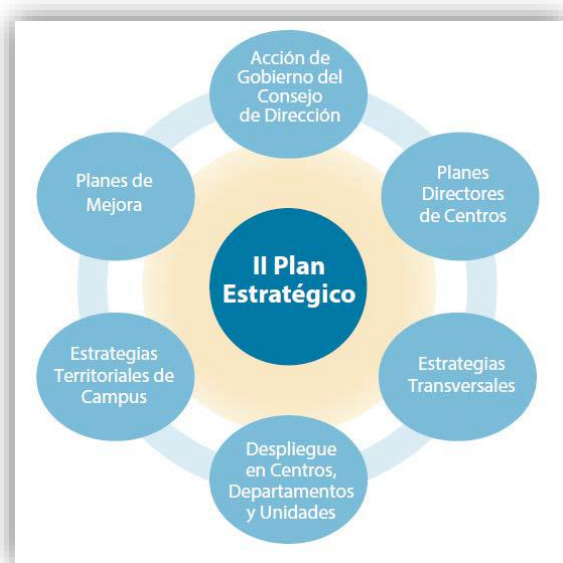 Acción de
Gobierno del
Consejo
de Dirección
Planes
Directores
de Centros
Estrategias
Transversales
Despliegue
en Centros,
Departamentos
y Unidades
Estrategias
Territoriales de
Campus
Planes de
Mejora
II Plan
Estratégico